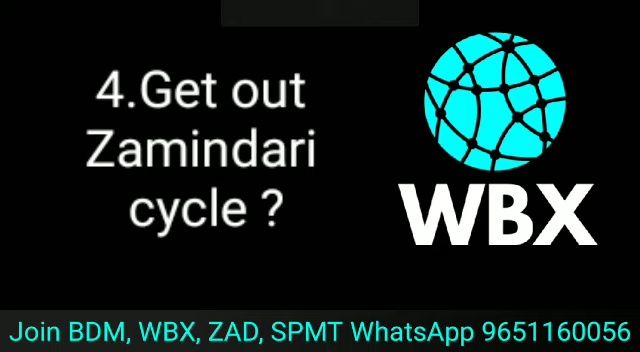 4.Get out
Zamindari
cycle ?
WBX
Join BDM, WBX, ZAD, SPMT WhatsApp 9651160056